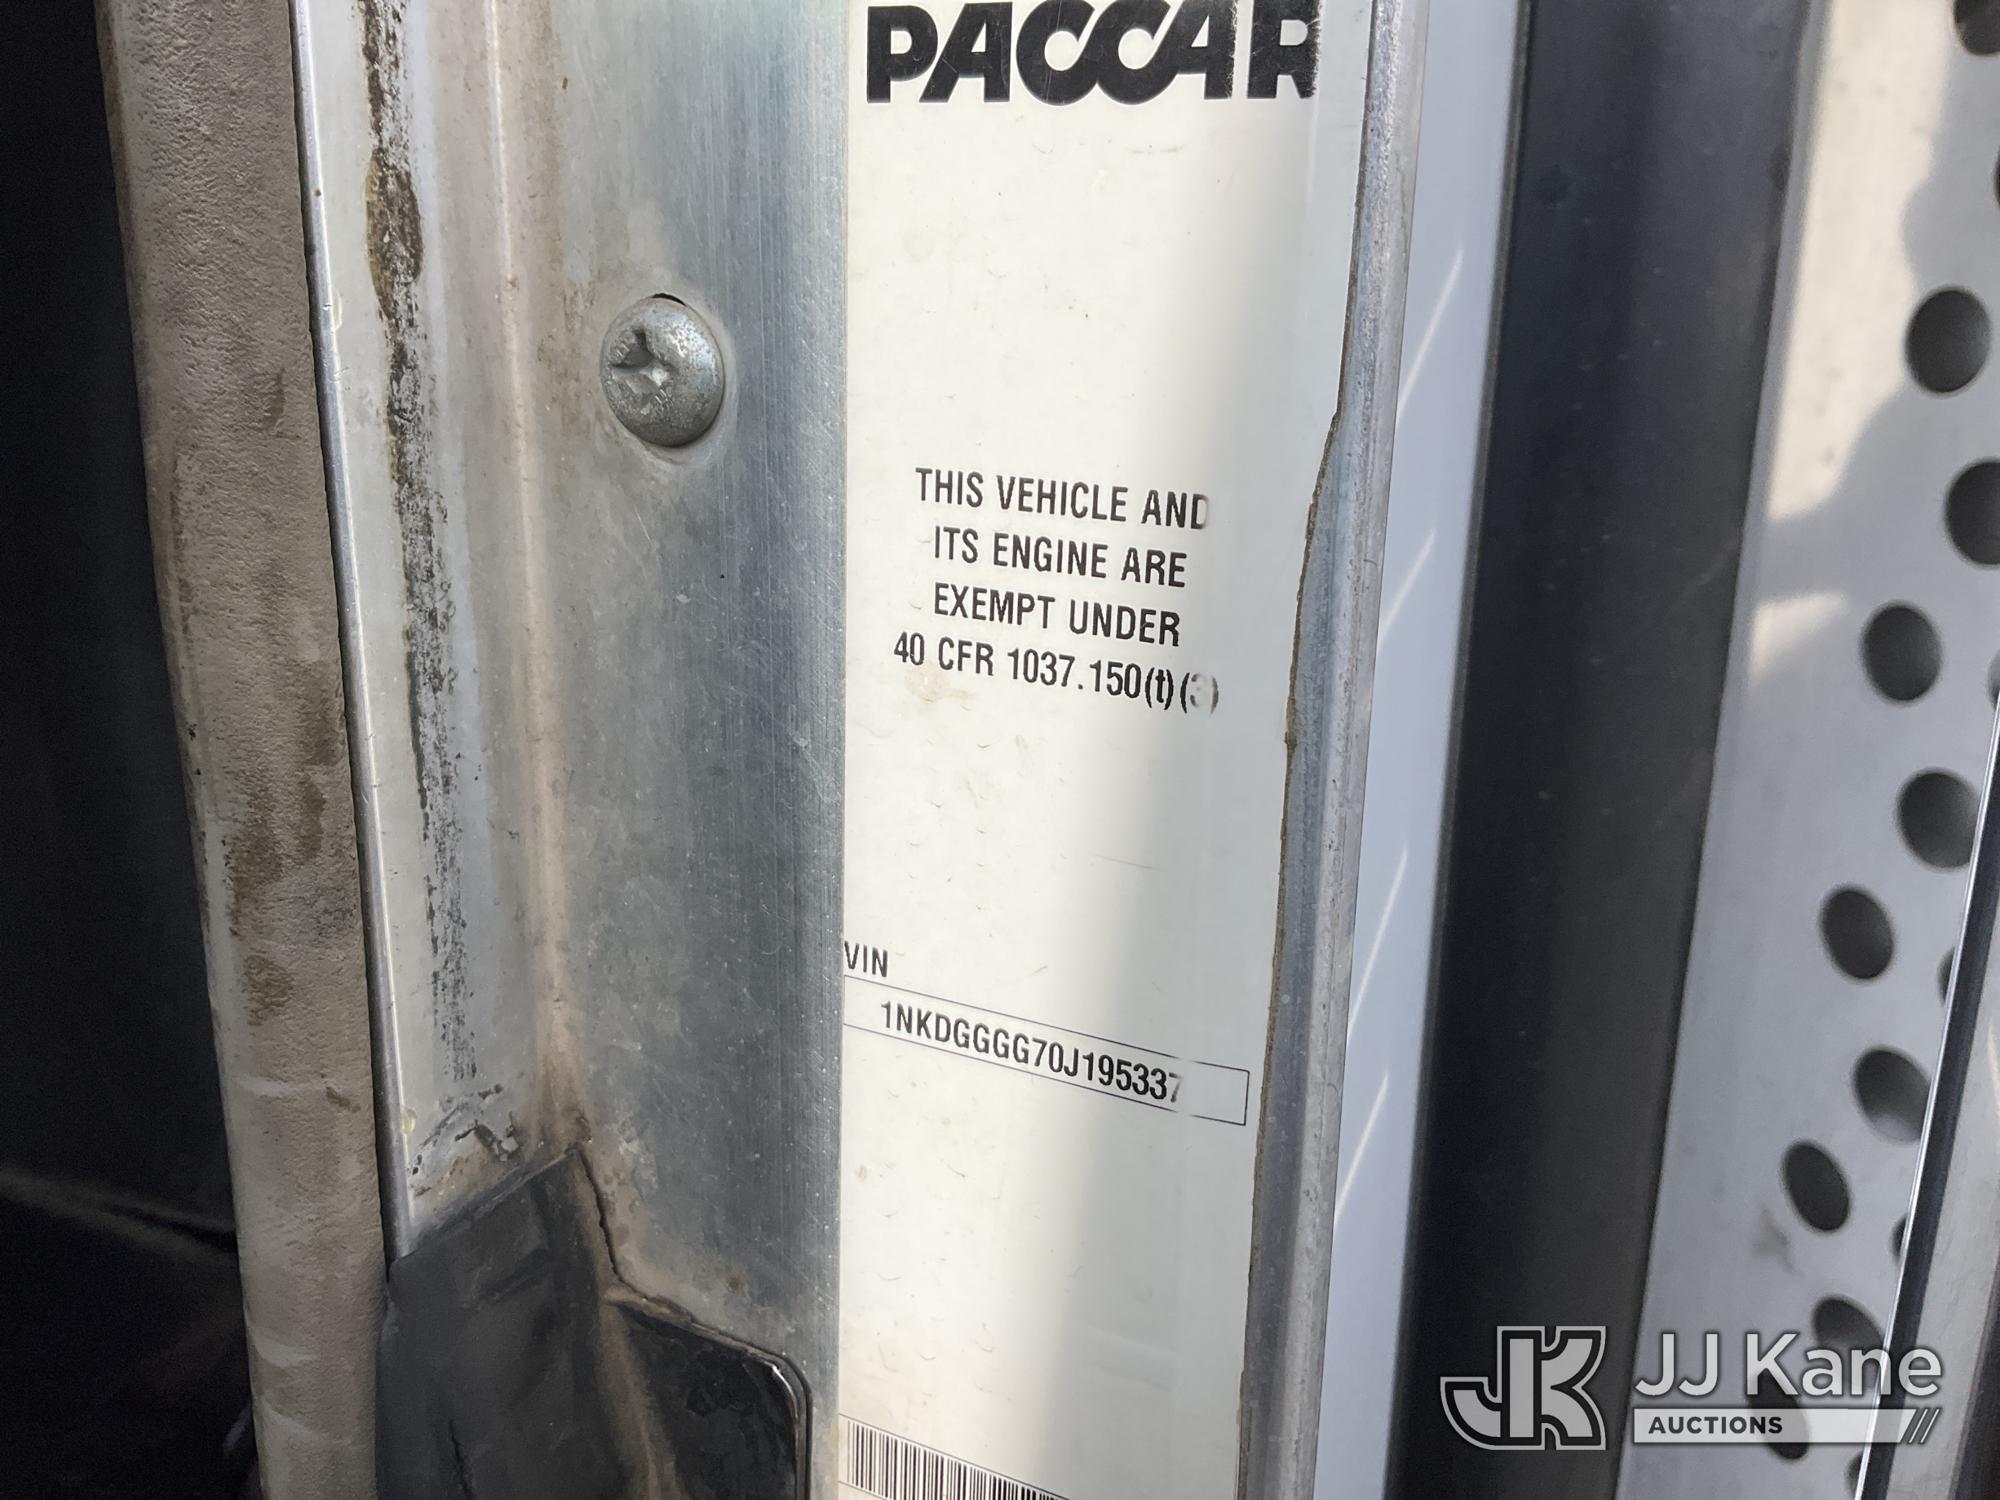 PACCAR
THIS VEHICLE AND
ITS ENGINE ARE
EXEMPT UNDER
40 CFR 1037.150(t)(3)
VIN
1NKDGGGG70J195337
JK JJ Kane
AUCTIONS